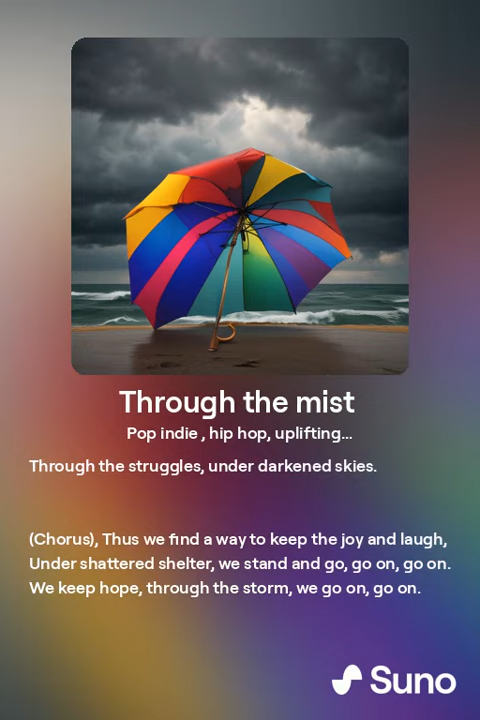 Through the mist
Pop indie , hip hop, uplifting...
Through the struggles, under darkened skies.
(Chorus), Thus we find a way to keep the joy and laugh,
Under shattered shelter, we stand and go, go on, go on.
We keep hope, through the storm, we go on, go on.
Suno